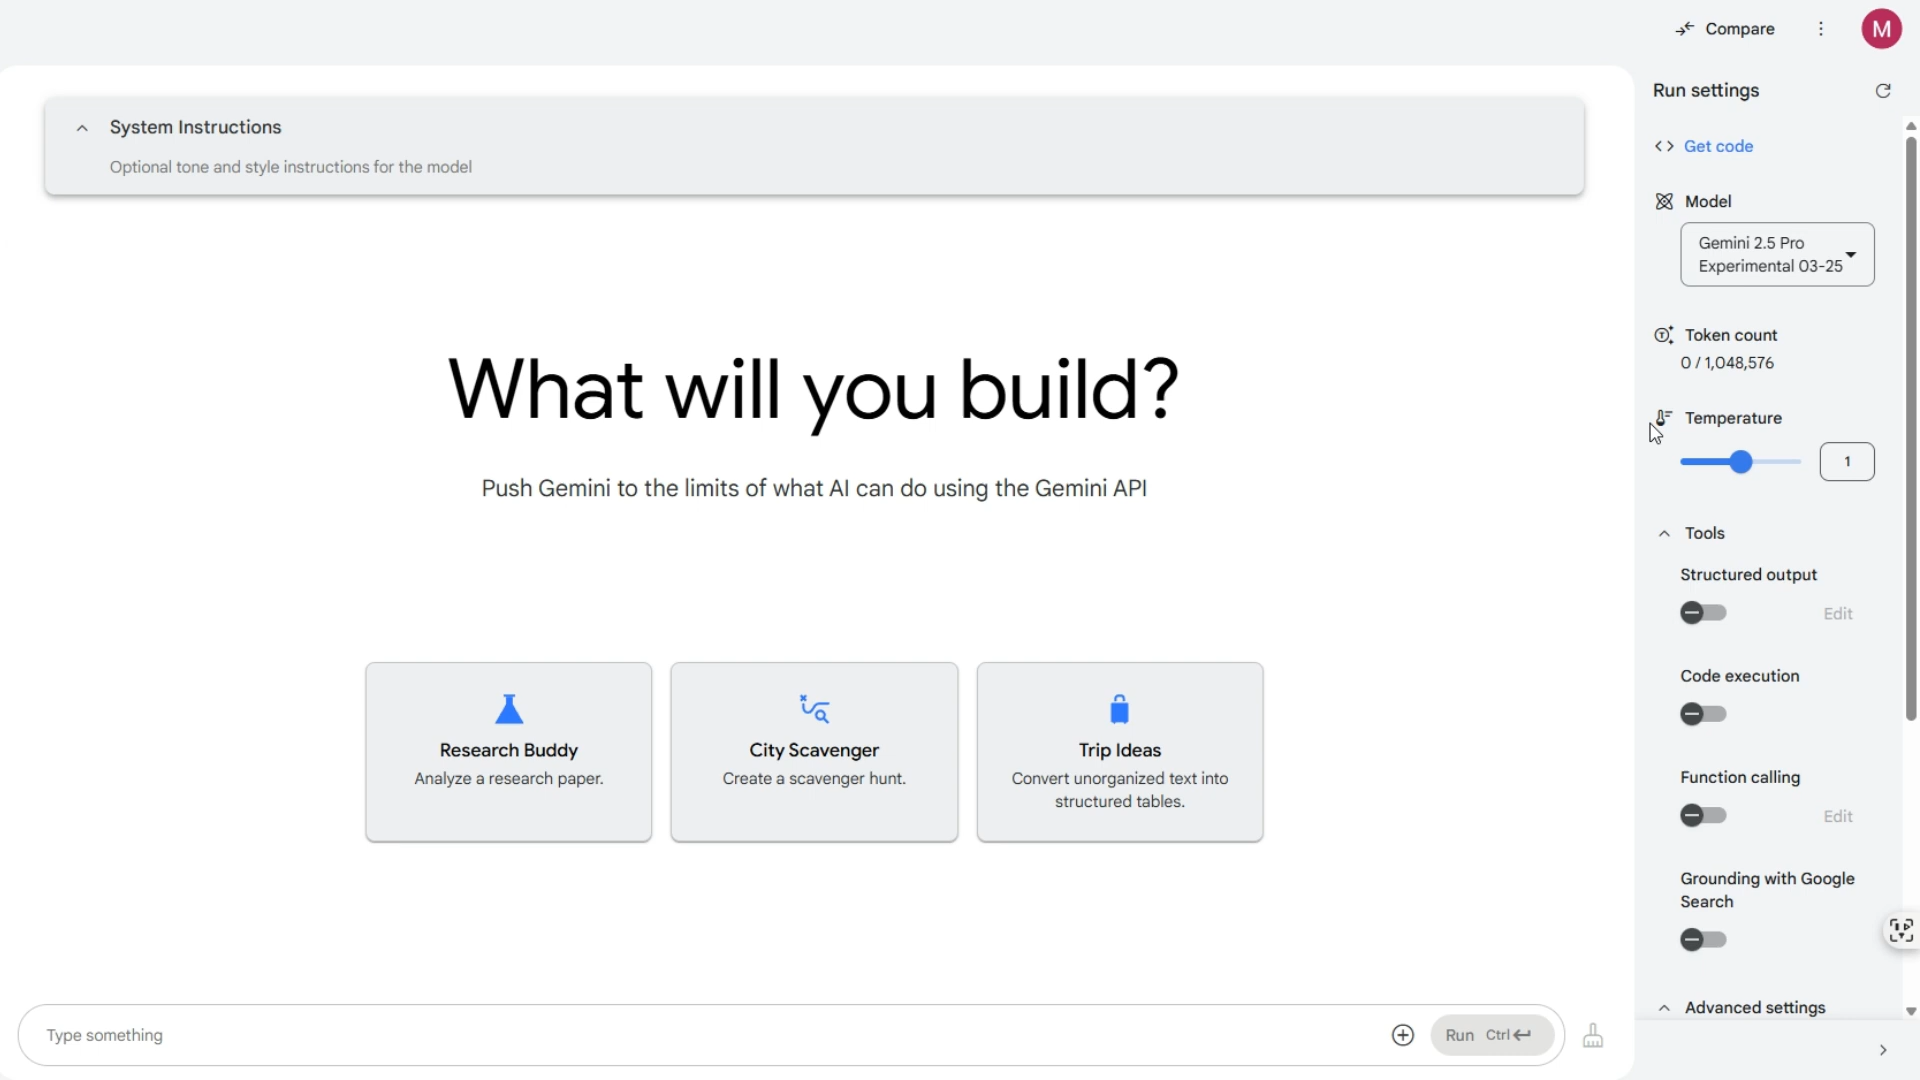 Compare
M
System Instructions
Optional tone and style instructions for the model
What will you build?
Push Gemini to the limits of what AI can do using the Gemini API
Research Buddy
Analyze a research paper.
City Scavenger
Create a scavenger hunt.
Trip Ideas
Convert unorganized text into
structured tables.
Type something
Run Ctrl
Run settings
Get code
Model
Gemini 2.5 Pro
Experimental 03-25
Token count
0 / 1,048,576
Temperature
1
Tools
Structured output
Edit
Code execution
Function calling
Edit
Grounding with Google
Search
Advanced settings